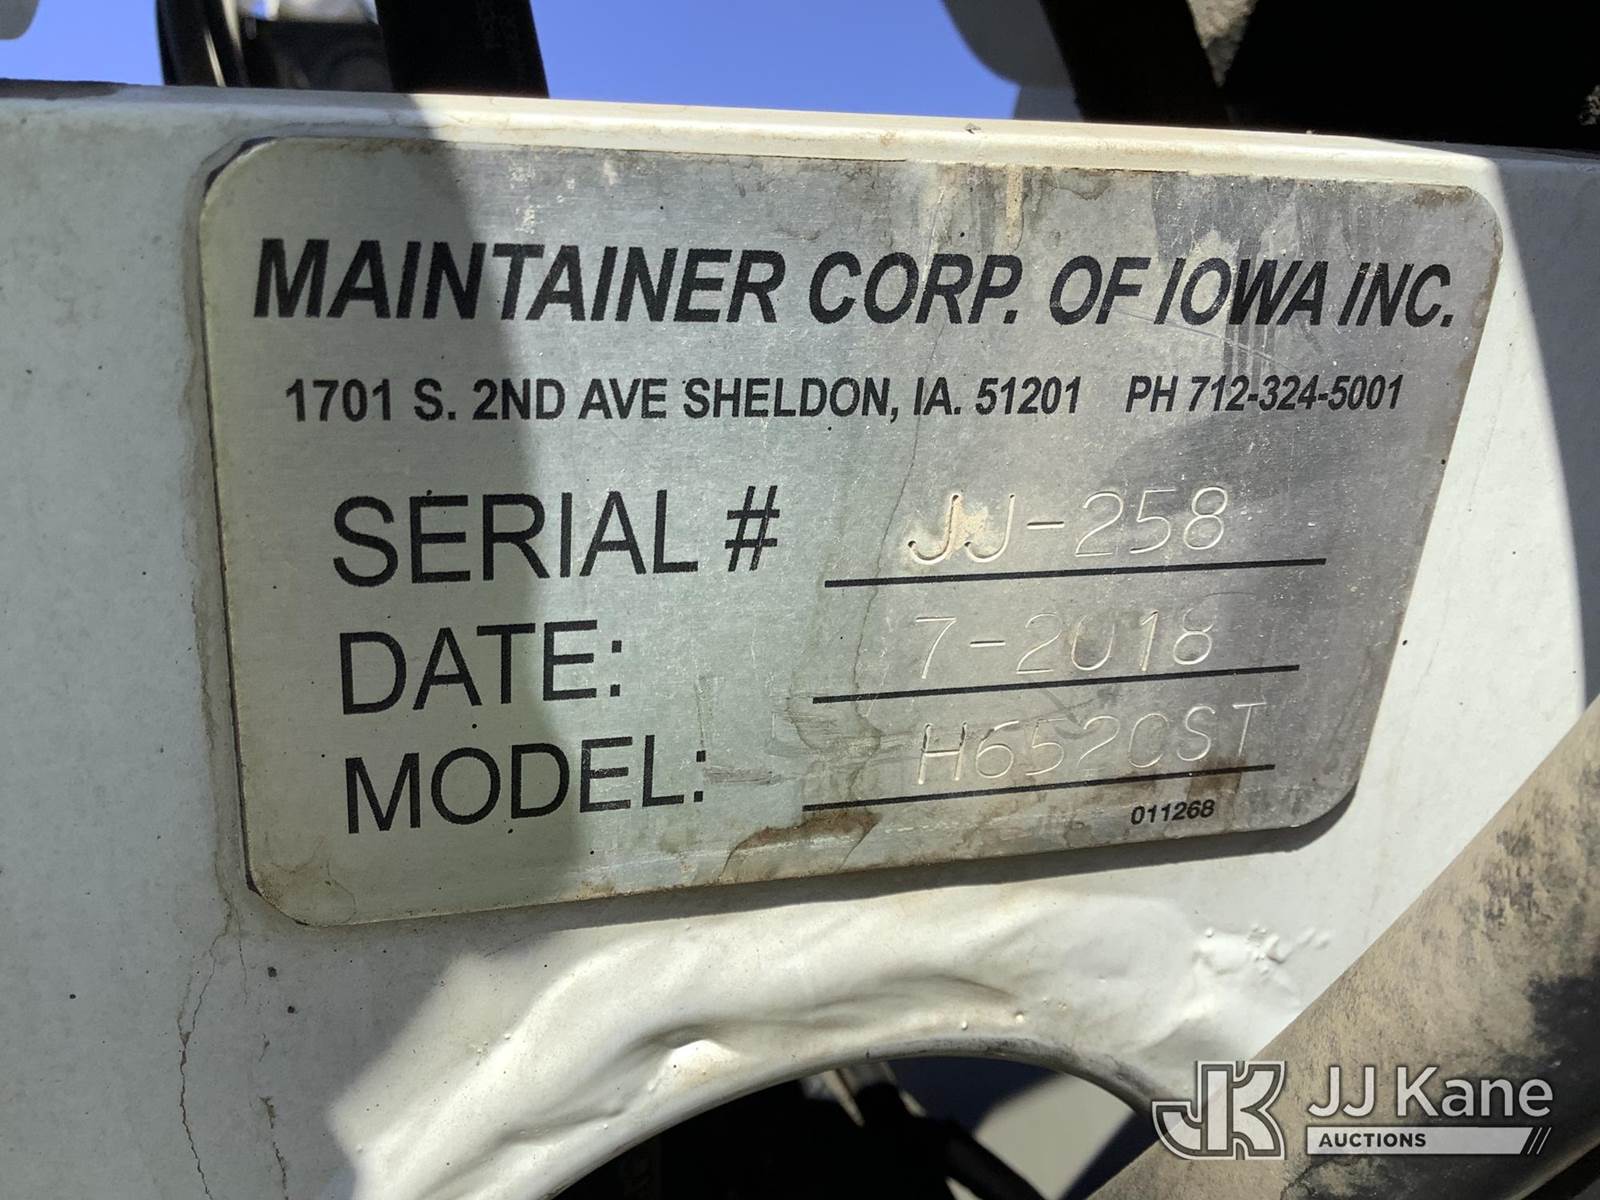 MAINTAINER CORP. OF IOWA INC.
1701 S. 2ND AVE SHELDON, IA. 51201 PH 712-324-5001
SERIAL # JJ-258
DATE: 7-2018
MODEL: H6520ST
011268
JK JJ Kane
AUCTIONS